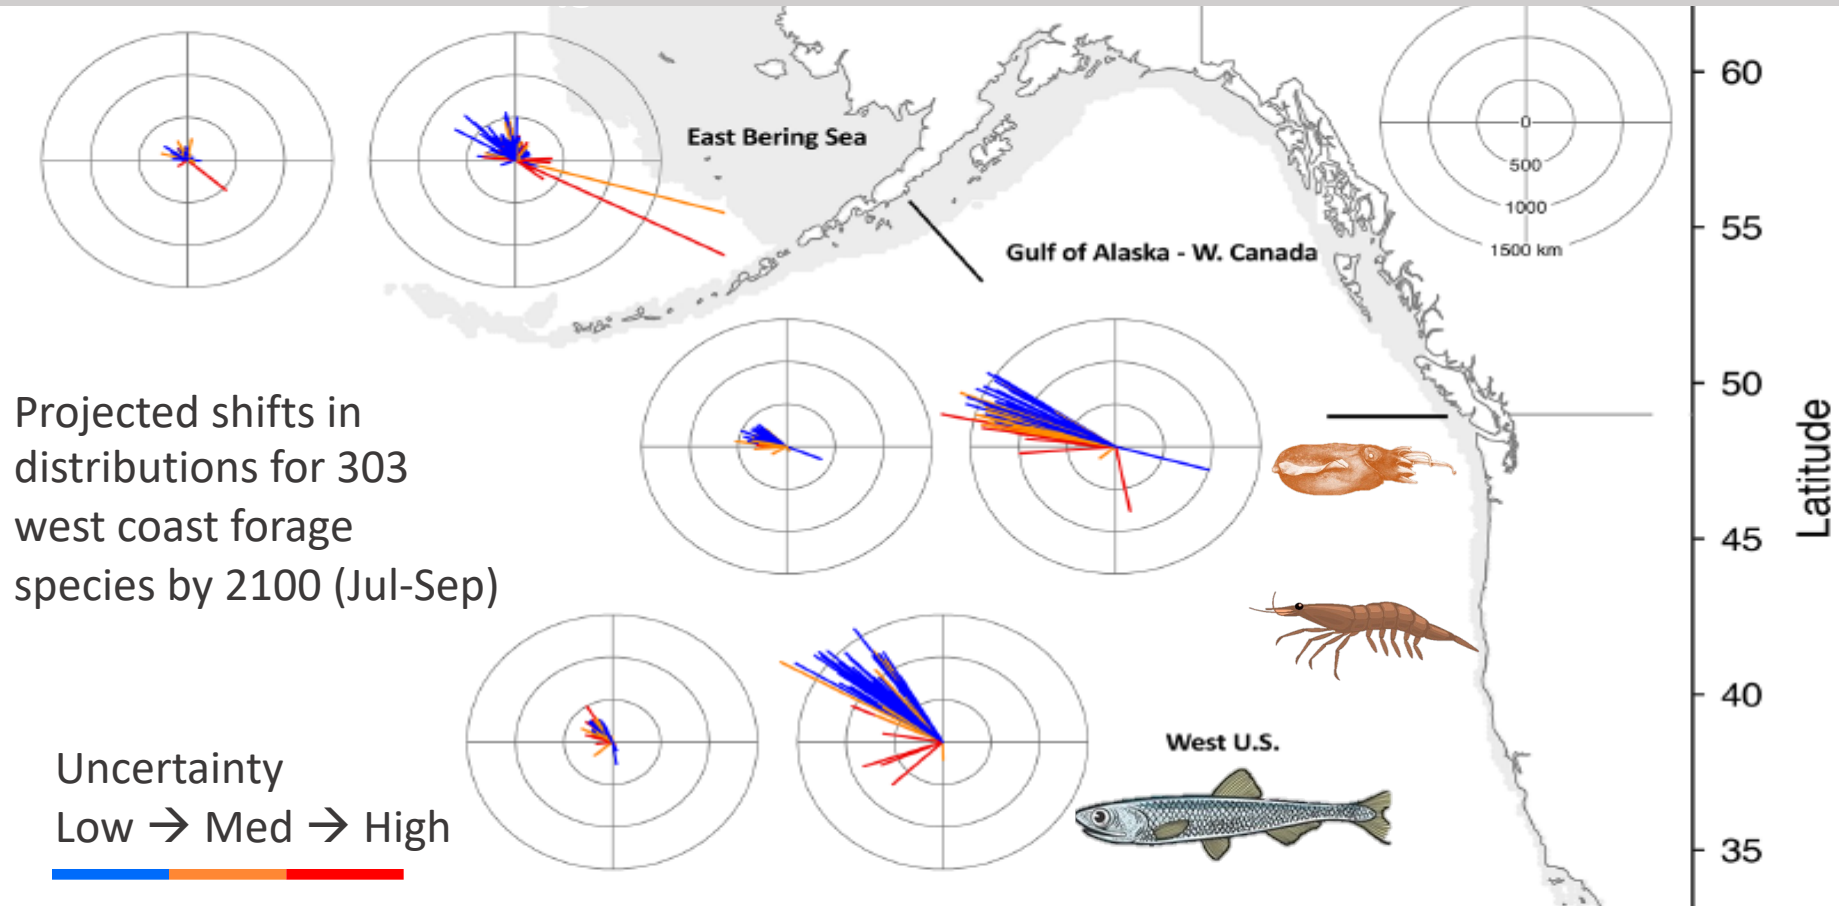 60
East Bering Sea
0
500
1000
1500 km
55
Gulf of Alaska - W. Canada
50
Latitude
Projected shifts in
distributions for 303
west coast forage
species by 2100 (Jul-Sep)
45
40
West U.S.
Uncertainty
Low → Med → High
35